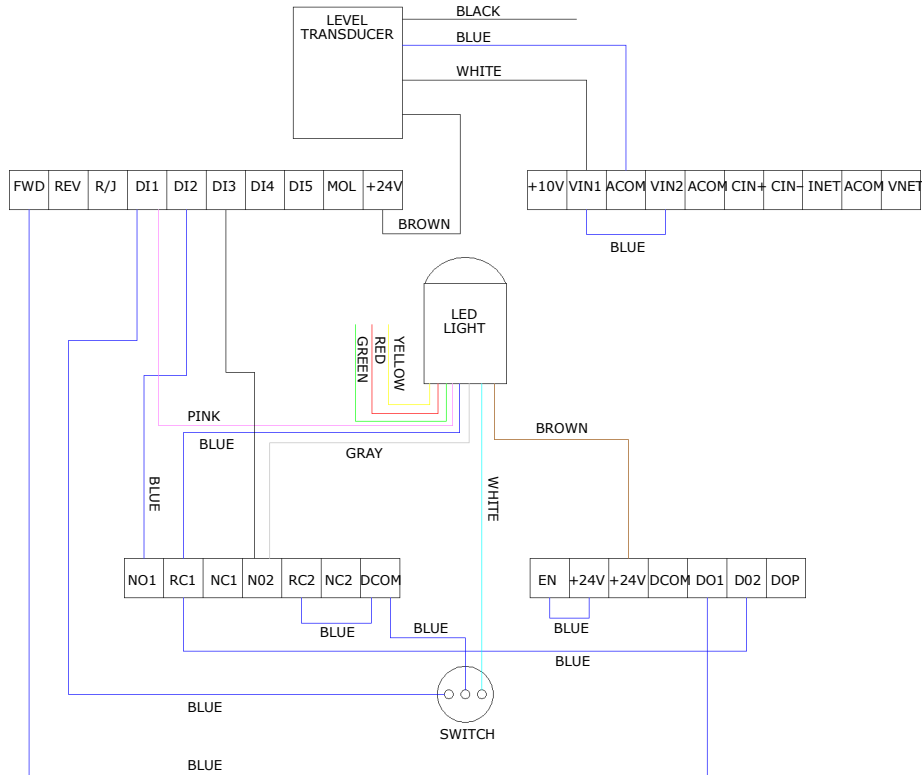 BLACK
LEVEL
TRANSDUCER
BLUE
WHITE
FWD REV R/J DI1 DI2 DI3 DI4 DI5 MOL +24V
+10V VIN1 ACOM VIN2 ACOM CIN+ CIN- INET ACOM VNET
BROWN
BLUE
LED
LIGHT
GREEN
RED
YELLOW
PINK
BLUE
GRAY
BROWN
BLUE
WHITE
NO1 RC1 NC1 N02 RC2 NC2 DCOM
EN +24V +24V DCOM DO1 D02 DOP
BLUE
BLUE
BLUE
BLUE
BLUE
SWITCH
BLUE